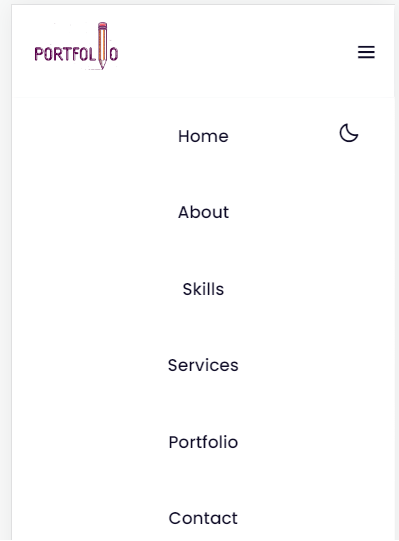 PORTFOLIO
Home
About
Skills
Services
Portfolio
Contact